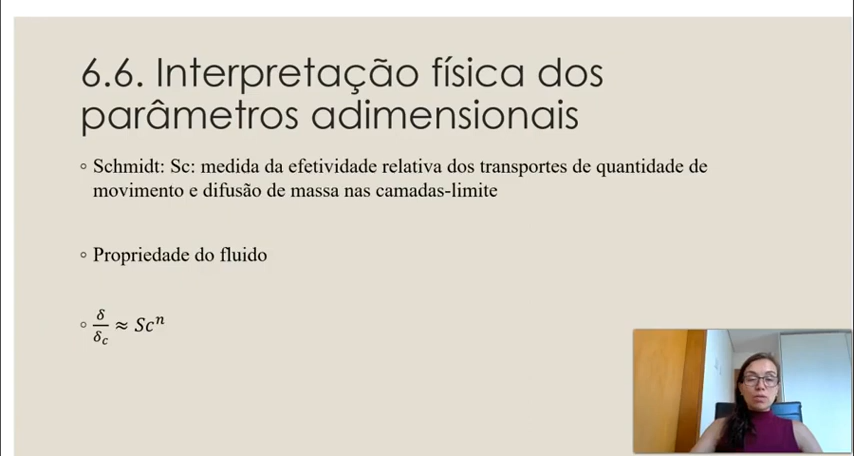 6.6. Interpretação física dos
parâmetros adimensionais
◦ Schmidt: Sc: medida da efetividade relativa dos transportes de quantidade de
movimento e difusão de massa nas camadas-limite
◦ Propriedade do fluido
◦ δ/δ_c ≈ Sc^n